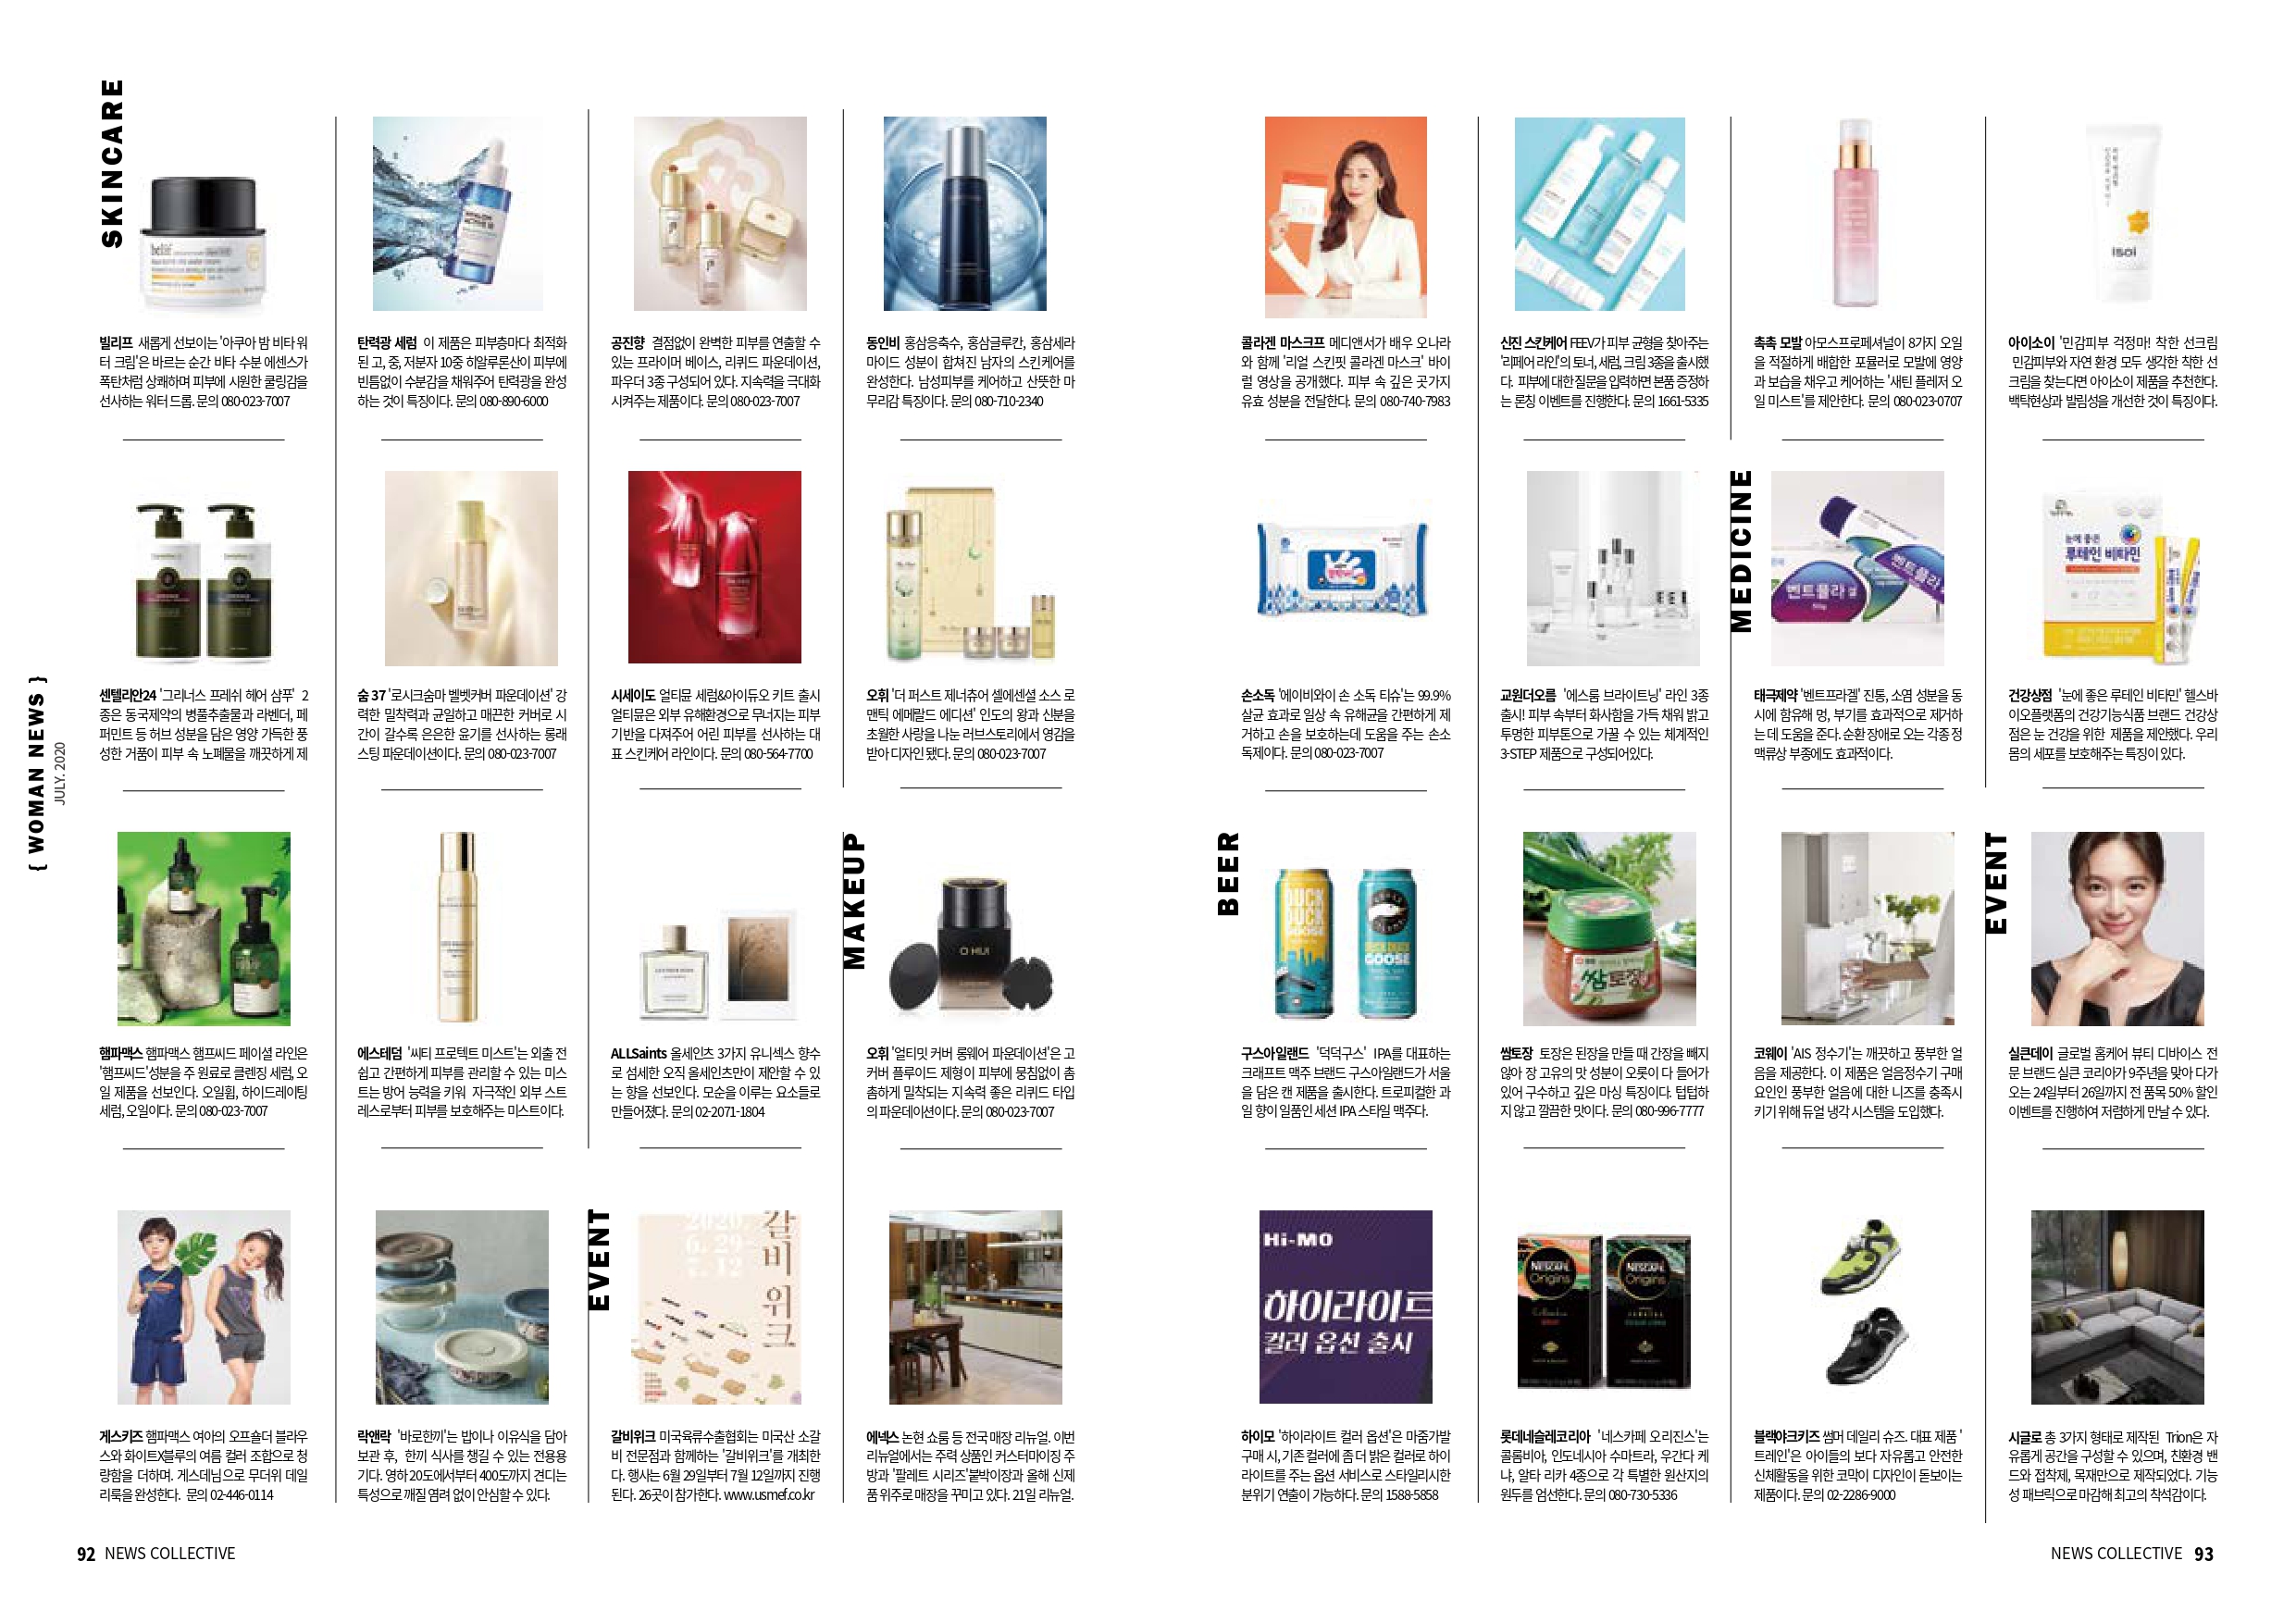 SKINCARE
빌리프 새롭게 선보이는 '아쿠아 밤 비타 워
터 크림'은 바르는 순간 비타 수분 에센스가
폭탄처럼 상쾌하며 피부에 시원한 쿨링감을
선사하는 워터 드롭. 문의 080-023-7007
탄력광 세럼 이 제품은 피부층마다 최적화
된 고, 중, 저분자 10중 히알루론산이 피부에
빈틈없이 수분감을 채워주어 탄력광을 완성
하는 것이 특징이다. 문의 080-890-6000
공진향 결점없이 완벽한 피부를 연출할 수
있는 프라이머 베이스, 리퀴드 파운데이션,
파우더 3종 구성되어 있다. 지속력을 극대화
시켜주는 제품이다. 문의 080-023-7007
동인비 홍삼응축수, 홍삼글루칸, 홍삼세라
마이드 성분이 합쳐진 남자의 스킨케어를
완성한다. 남성피부를 케어하고 산뜻한 마
무리감 특징이다. 문의 080-710-2340
콜라겐 마스크프 메디앤서가 배우 오나라
와 함께 '리얼 스킨핏 콜라겐 마스크' 바이
럴 영상을 공개했다. 피부 속 깊은 곳가지
유효 성분을 전달한다. 문의 080-740-7983
신진 스킨케어 FEEV가 피부 균형을 찾아주는
'리페어 라인'의 토너, 세럼, 크림 3종을 출시했
다. 피부에 대한 질문을 입력하면 본품 증정하
는 론칭 이벤트를 진행한다. 문의 1661-5335
촉촉 모발 아모스프로페셔널이 8가지 오일
을 적절하게 배합한 포뮬러로 모발에 영양
과 보습을 채우고 케어하는 '새틴 플레저 오
일 미스트'를 제안한다. 문의 080-023-0707
isoi
아이소이 '민감피부 걱정마! 착한 선크림
민감피부와 자연 환경 모두 생각한 착한 선
크림을 찾는다면 아이소이 제품을 추천한다.
백탁현상과 발림성을 개선한 것이 특징이다.
belif
센텔리안24 '그리너스 프레쉬 헤어 샴푸' 2
종은 동국제약의 병풀추출물과 라벤더, 페
퍼민트 등 허브 성분을 담은 영양 가득한 풍
성한 거품이 피부 속 노폐물을 깨끗하게 제
숨 37 '로시크숨마 벨벳커버 파운데이션' 강
력한 밀착력과 균일하고 매끈한 커버로 시
간이 갈수록 은은한 윤기를 선사하는 롱래
스팅 파운데이션이다. 문의 080-023-7007
시세이도 얼티뮨 세럼&아이듀오 키트 출시
얼티뮨은 외부 유해환경으로 무너지는 피부
기반을 다져주어 어린 피부를 선사하는 대
표 스킨케어 라인이다. 문의 080-564-7700
오휘 '더 퍼스트 제너츄어 셀에센셜 소스 로
맨틱 에메랄드 에디션' 인도의 왕과 신분을
초월한 사랑을 나눈 러브스토리에서 영감을
받아 디자인 됐다. 문의 080-023-7007
손소독 '에이비와이 손 소독 티슈'는 99.9%
살균 효과로 일상 속 유해균을 간편하게 제
거하고 손을 보호하는데 도움을 주는 손소
독제이다. 문의 080-023-7007
교원더오름 '에스롬 브라이트닝' 라인 3종
출시! 피부 속부터 화사함을 가득 채워 밝고
투명한 피부톤으로 가꿀 수 있는 체계적인
3-STEP 제품으로 구성되어있다.
MEDICINE
벤트플라겔
벤트플라
태극제약 '벤트프라겔' 진통, 소염 성분을 동
시에 함유해 멍, 부기를 효과적으로 제거하
는 데 도움을 준다. 순환 장애로 오는 각종 정
맥류상 부종에도 효과적이다.
눈에 좋은
루테인 비타민
건강상점 '눈에 좋은 루테인 비타민' 헬스바
이오플랫폼의 건강기능식품 브랜드 건강상
점은 눈 건강을 위한 제품을 제안했다. 우리
몸의 세포를 보호해주는 특징이 있다.
{ WOMAN NEWS }
JULY. 2020
햄파맥스 햄파맥스 햄프씨드 페이셜 라인은
'햄프씨드'성분을 주 원료로 클렌징 세럼, 오
일 제품을 선보인다. 오일휩, 하이드레이팅
세럼, 오일이다. 문의 080-023-7007
에스테덤 '씨티 프로텍트 미스트'는 외출 전
쉽고 간편하게 피부를 관리할 수 있는 미스
트는 방어 능력을 키워 자극적인 외부 스트
레스로부터 피부를 보호해주는 미스트이다.
ALLSaints 올세인츠 3가지 유니섹스 향수
로 섬세한 오직 올세인츠만이 제안할 수 있
는 향을 선보인다. 모순을 이루는 요소들로
만들어졌다. 문의 02-2071-1804
MAKEUP
O HUI
오휘 '얼티밋 커버 롱웨어 파운데이션'은 고
커버 플루이드 제형이 피부에 뭉침없이 촘
촘하게 밀착되는 지속력 좋은 리퀴드 타입
의 파운데이션이다. 문의 080-023-7007
BEER
DUCK
DUCK
GOOSE
DUCK DUCK
GOOSE
구스아일랜드 '덕덕구스' IPA를 대표하는
크래프트 맥주 브랜드 구스아일랜드가 서울
을 담은 캔 제품을 출시한다. 트로피컬한 과
일 향이 일품인 세션 IPA 스타일 맥주다.
쌈토장
쌈토장 토장은 된장을 만들 때 간장을 빼지
않아 장 고유의 맛 성분이 오롯이 다 들어가
있어 구수하고 깊은 마싱 특징이다. 텁텁하
지 않고 깔끔한 맛이다. 문의 080-996-7777
코웨이 'AIS 정수기'는 깨끗하고 풍부한 얼
음을 제공한다. 이 제품은 얼음정수기 구매
요인인 풍부한 얼음에 대한 니즈를 충족시
키기 위해 듀얼 냉각 시스템을 도입했다.
EVENT
실큰데이 글로벌 홈케어 뷰티 디바이스 전
문 브랜드 실큰 코리아가 9주년을 맞아 다가
오는 24일부터 26일까지 전 품목 50% 할인
이벤트를 진행하여 저렴하게 만날 수 있다.
게스키즈 햄파맥스 여아의 오프숄더 블라우
스와 화이트X블루의 여름 컬러 조합으로 청
량함을 더하며. 게스데님으로 무더위 데일
리룩을 완성한다. 문의 02-446-0114
락앤락 '바로한끼'는 밥이나 이유식을 담아
보관 후, 한끼 식사를 챙길 수 있는 전용용
기다. 영하 20도에서부터 400도까지 견디는
특성으로 깨질 염려 없이 안심할 수 있다.
EVENT
2020.
6. 29~
7. 12
갈비위크
갈비위크 미국육류수출협회는 미국산 소갈
비 전문점과 함께하는 '갈비위크'를 개최한
다. 행사는 6월 29일부터 7월 12일까지 진행
된다. 26곳이 참가한다. www.usmef.co.kr
에넥스 논현 쇼룸 등 전국 매장 리뉴얼. 이번
리뉴얼에서는 주력 상품인 커스터마이징 주
방과 '팔레트 시리즈'붙박이장과 올해 신제
품 위주로 매장을 꾸미고 있다. 21일 리뉴얼.
Hi-MO
하이라이트
컬러 옵션 출시
하이모 '하이라이트 컬러 옵션'은 마춤가발
구매 시, 기존 컬러에 좀 더 밝은 컬러로 하이
라이트를 주는 옵션 서비스로 스타일리시한
분위기 연출이 가능하다. 문의 1588-5858
NESCAFÉ
Origins
NESCAFÉ
Origins
롯데네슬레코리아 '네스카페 오리진스'는
콜롬비아, 인도네시아 수마트라, 우간다 케
냐, 알타 리카 4종으로 각 특별한 원산지의
원두를 엄선한다. 문의 080-730-5336
블랙야크키즈 썸머 데일리 슈즈. 대표 제품 '
트레인'은 아이들의 보다 자유롭고 안전한
신체활동을 위한 코막이 디자인이 돋보이는
제품이다. 문의 02-2286-9000
시글로 총 3가지 형태로 제작된 Trion은 자
유롭게 공간을 구성할 수 있으며, 친환경 밴
드와 접착제, 목재만으로 제작되었다. 기능
성 패브릭으로 마감해 최고의 착석감이다.
92 NEWS COLLECTIVE
NEWS COLLECTIVE 93